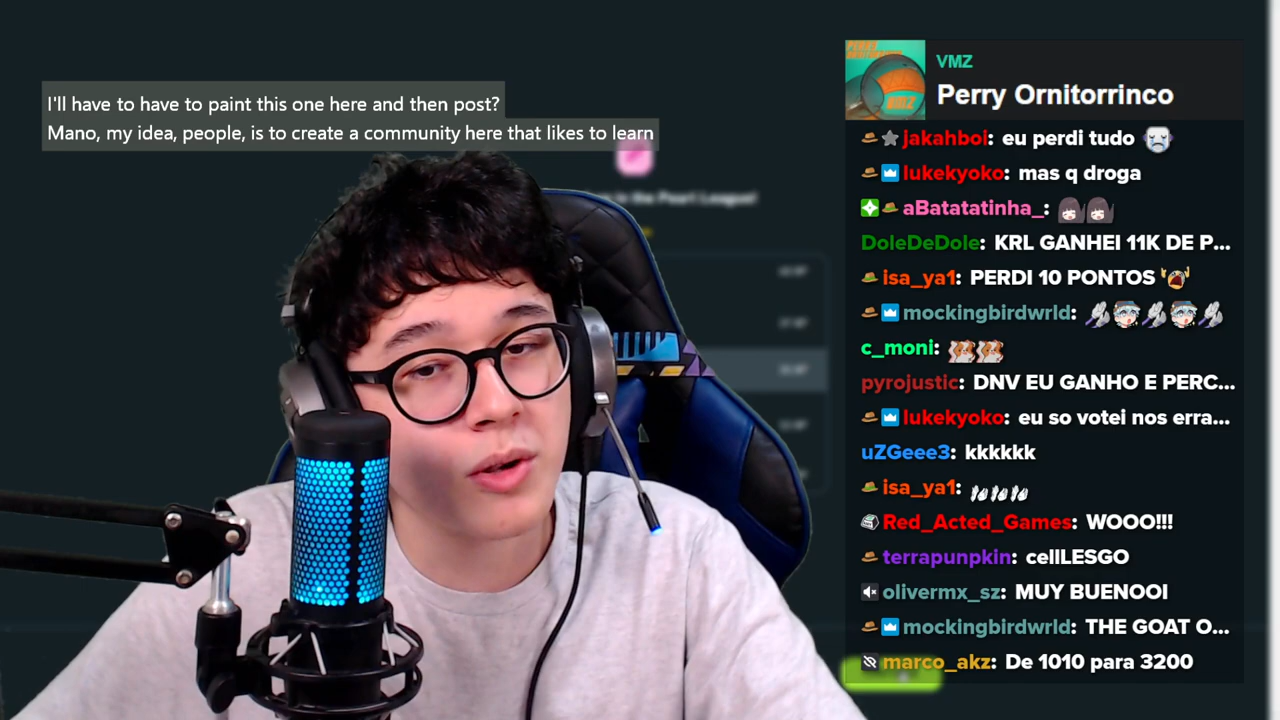 I'll have to have to paint this one here and then post?
Mano, my idea, people, is to create a community here that likes to learn
VMZ
Perry Ornitorrinco
jakahboi: eu perdi tudo
lukekyoko: mas q droga
aBatatatinha_:
DoleDeDole: KRL GANHEI 11K DE P...
isa_ya1: PERDI 10 PONTOS
mockingbirdwrld:
c_moni:
pyrojustic: DNV EU GANHO E PERC...
lukekyoko: eu so votei nos erra...
uZGeee3: kkkkkk
isa_ya1:
Red_Acted_Games: WOOO!!!
terrapunpkin: cellLESGO
olivermx_sz: MUY BUENOOI
mockingbirdwrld: THE GOAT O...
marco_akz: De 1010 para 3200
in the Pearl League!